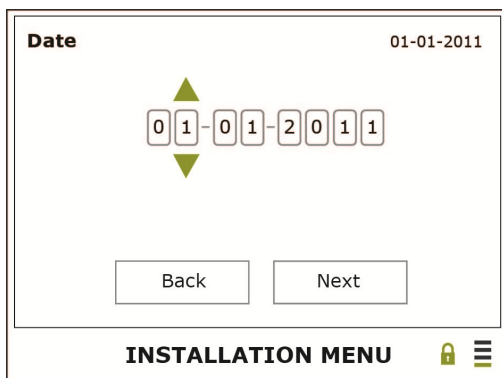 Date
01-01-2011
01-01-2011
Back
Next
INSTALLATION MENU